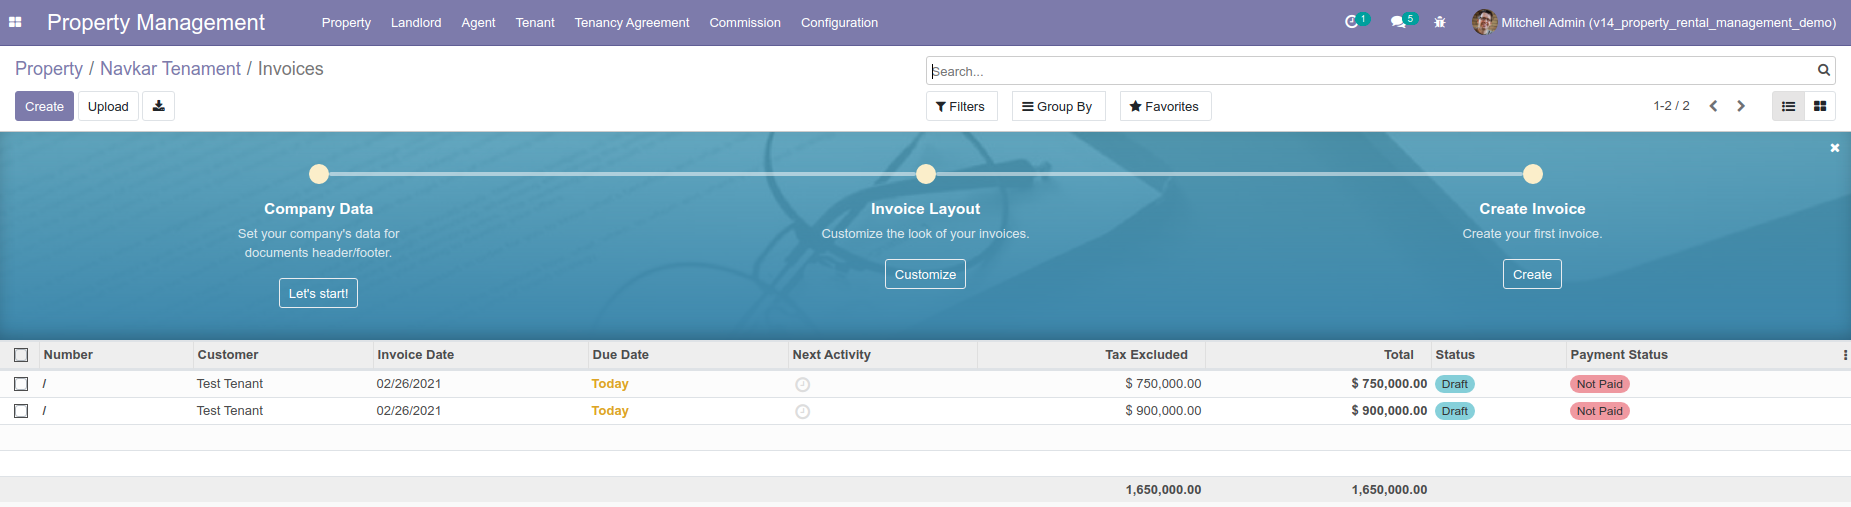 Property Management Property Landlord Agent Tenant Tenancy Agreement Commission Configuration 1 5 Mitchell Admin (v14_property_rental_management_demo)
Property / Navkar Tenament / Invoices
Search...
Create Upload Filters Group By Favorites 1-2 / 2
Company Data Invoice Layout Create Invoice
Set your company's data for Customize the look of your invoices. Create your first invoice.
documents header/footer.
Customize Create
Let's start!
Number Customer Invoice Date Due Date Next Activity Tax Excluded Total Status Payment Status
/ Test Tenant 02/26/2021 Today $ 750,000.00 $ 750,000.00 Draft Not Paid
/ Test Tenant 02/26/2021 Today $ 900,000.00 $ 900,000.00 Draft Not Paid
1,650,000.00 1,650,000.00